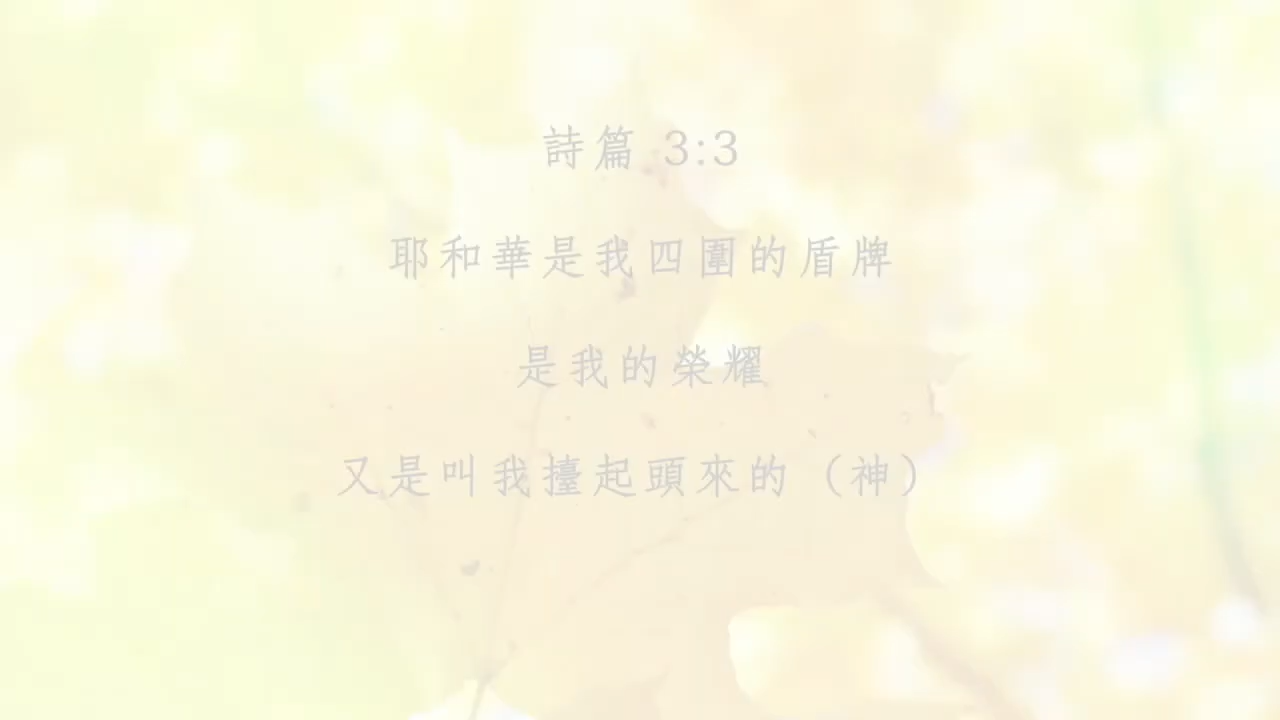 詩篇 3:3
耶和華是我四圍的盾牌
是我的榮耀
又是叫我擡起頭來的（神）